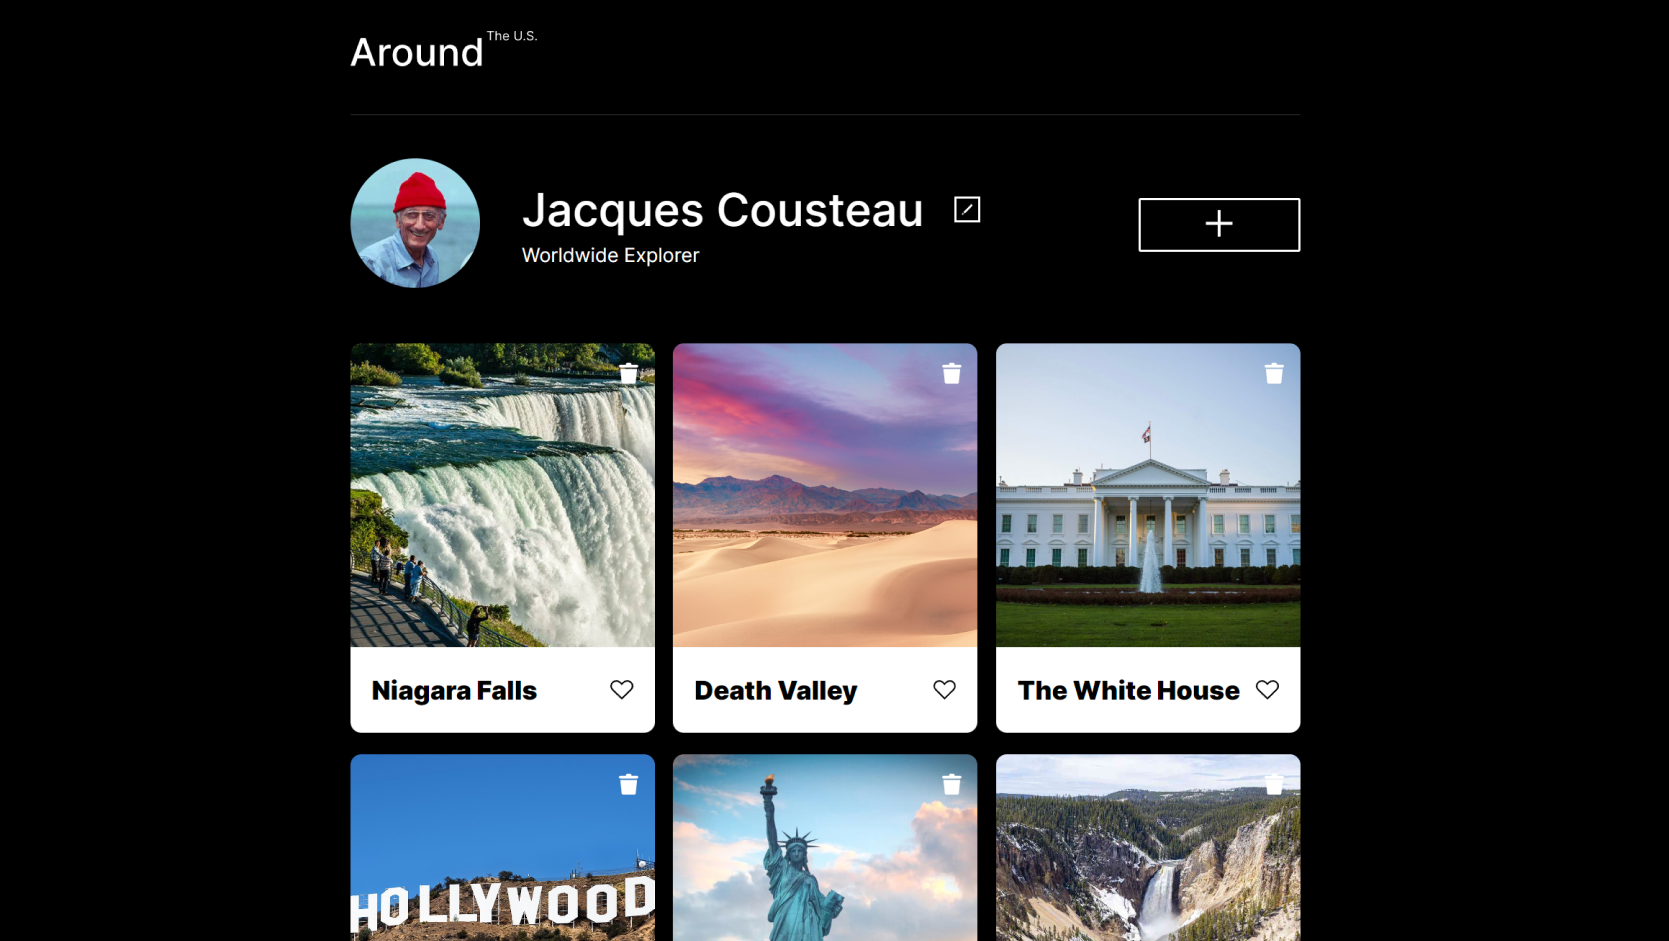 Around The U.S.
Jacques Cousteau
Worldwide Explorer
Niagara Falls
Death Valley
The White House
HOLLYWOOD